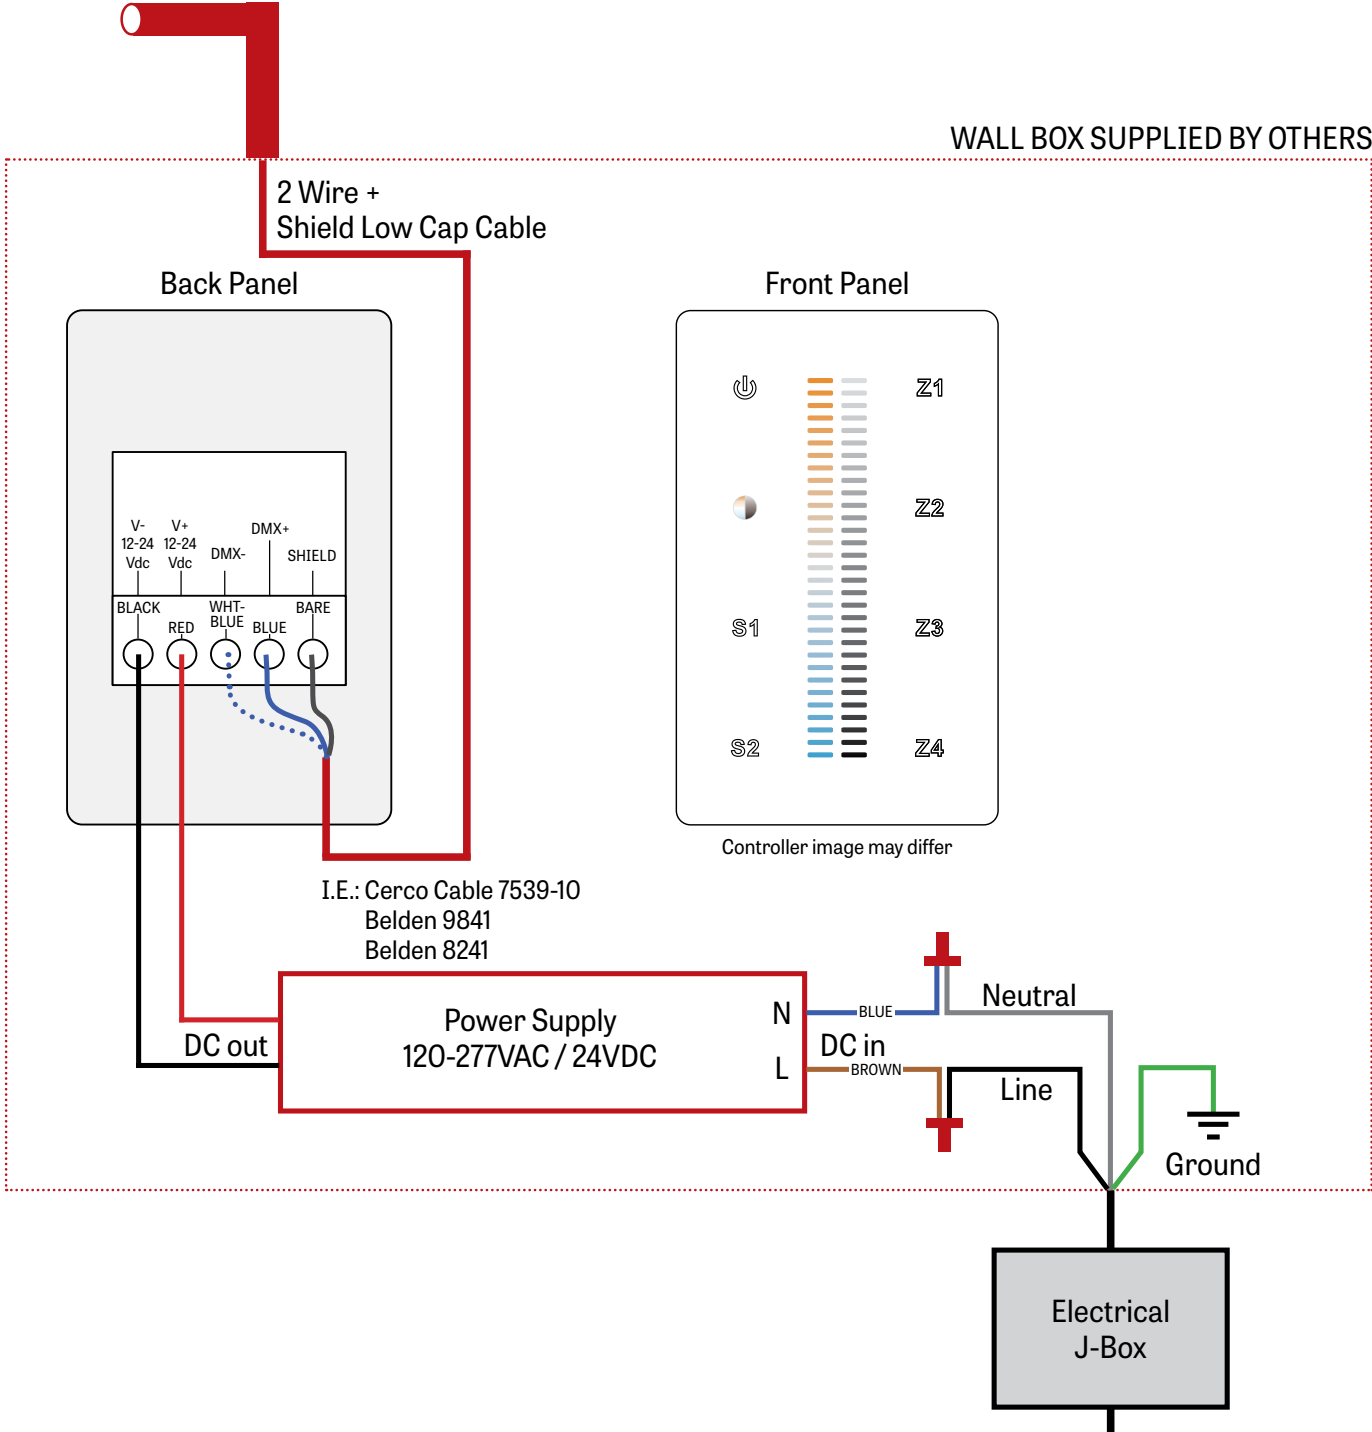 WALL BOX SUPPLIED BY OTHERS
2 Wire +
Shield Low Cap Cable
Back Panel
Front Panel
V-
12-24
Vdc
V+
12-24
Vdc
DMX-
DMX+
SHIELD
BLACK
RED
WHT-
BLUE
BLUE
BARE
Z1
Z2
S1
Z3
S2
Z4
Controller image may differ
I.E.: Cerco Cable 7539-10
Belden 9841
Belden 8241
DC out
Power Supply
120-277VAC / 24VDC
N
L
BLUE
DC in
BROWN
Neutral
Line
Ground
Electrical
J-Box